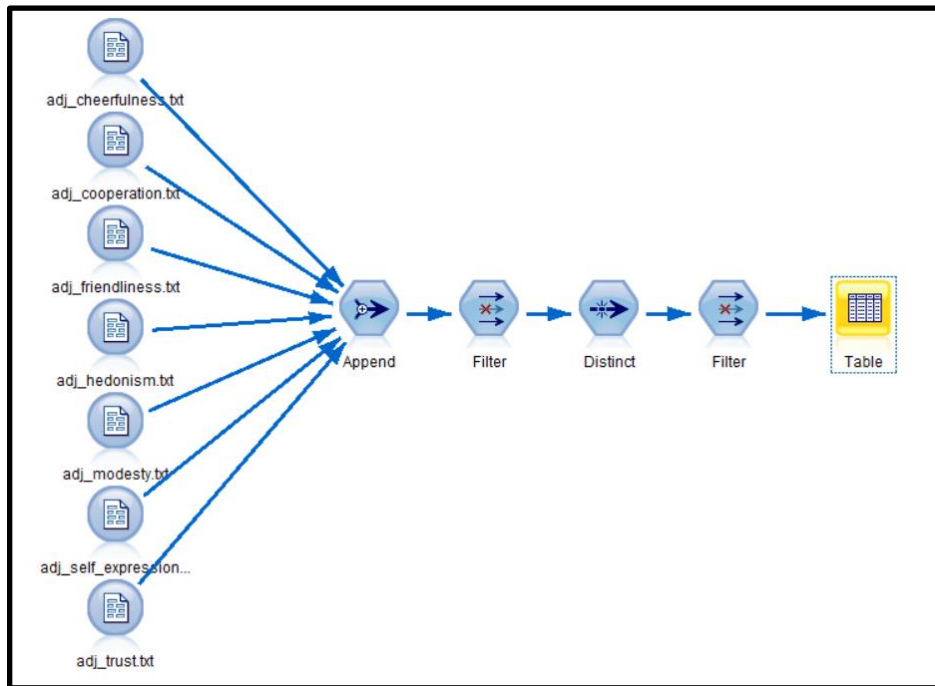 adj_cheerfulness.txt
adj_cooperation.txt
adj_friendliness.txt
adj_hedonism.txt
adj_modesty.txt
adj_self_expression...
adj_trust.txt
Append
Filter
Distinct
Filter
Table